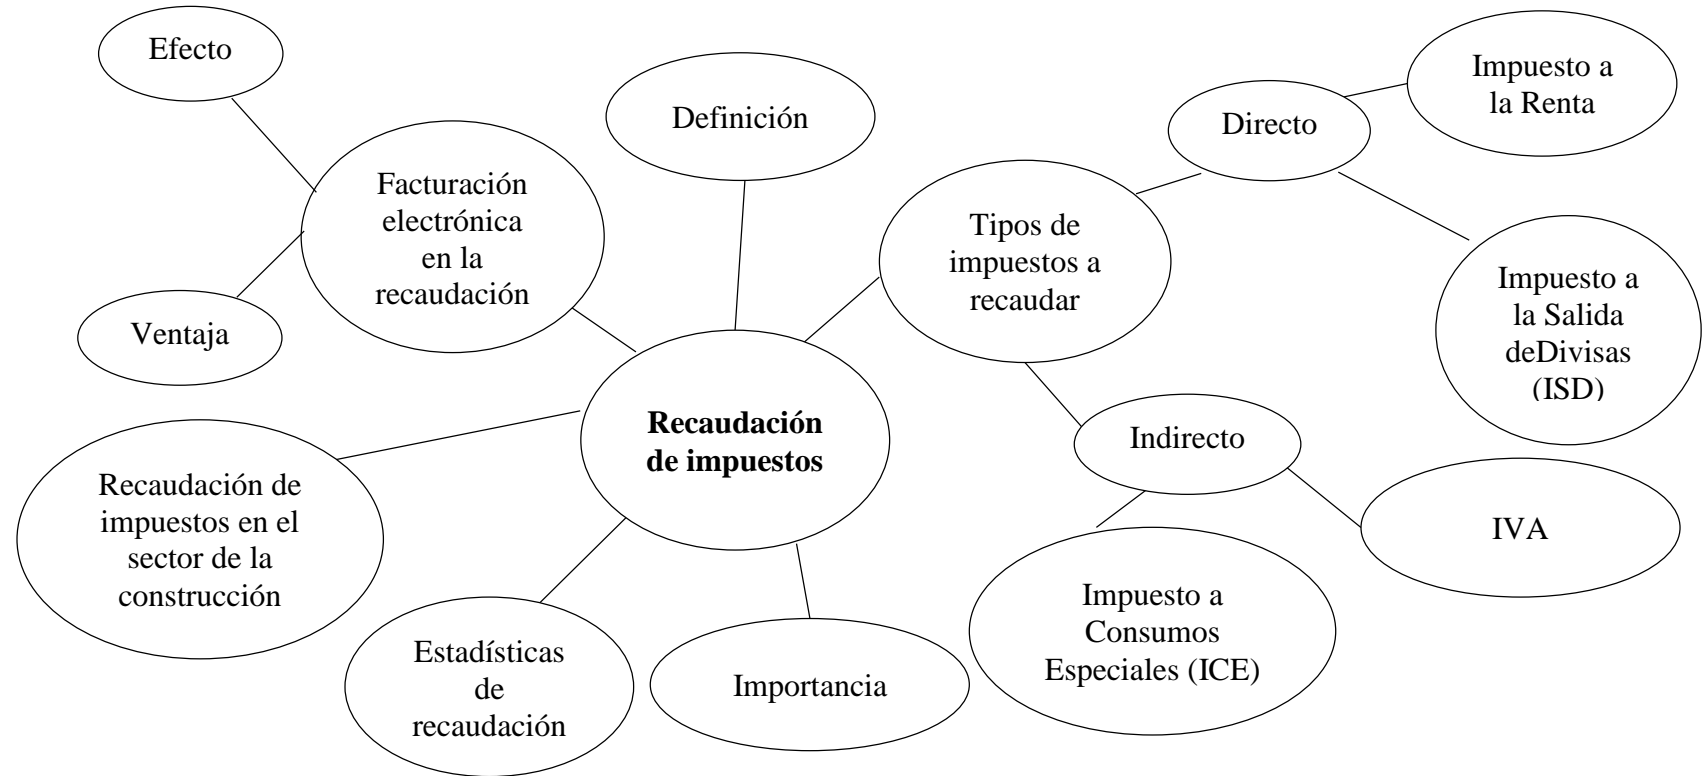 Efecto
Definición
Facturación
electrónica
en la
recaudación
Ventaja
Tipos de
impuestos a
recaudar
Directo
Impuesto a
la Renta
Impuesto a
la Salida
deDivisas
(ISD)
Recaudación
de impuestos
Indirecto
IVA
Impuesto a
Consumos
Especiales (ICE)
Recaudación de
impuestos en el
sector de la
construcción
Estadísticas
de
recaudación
Importancia